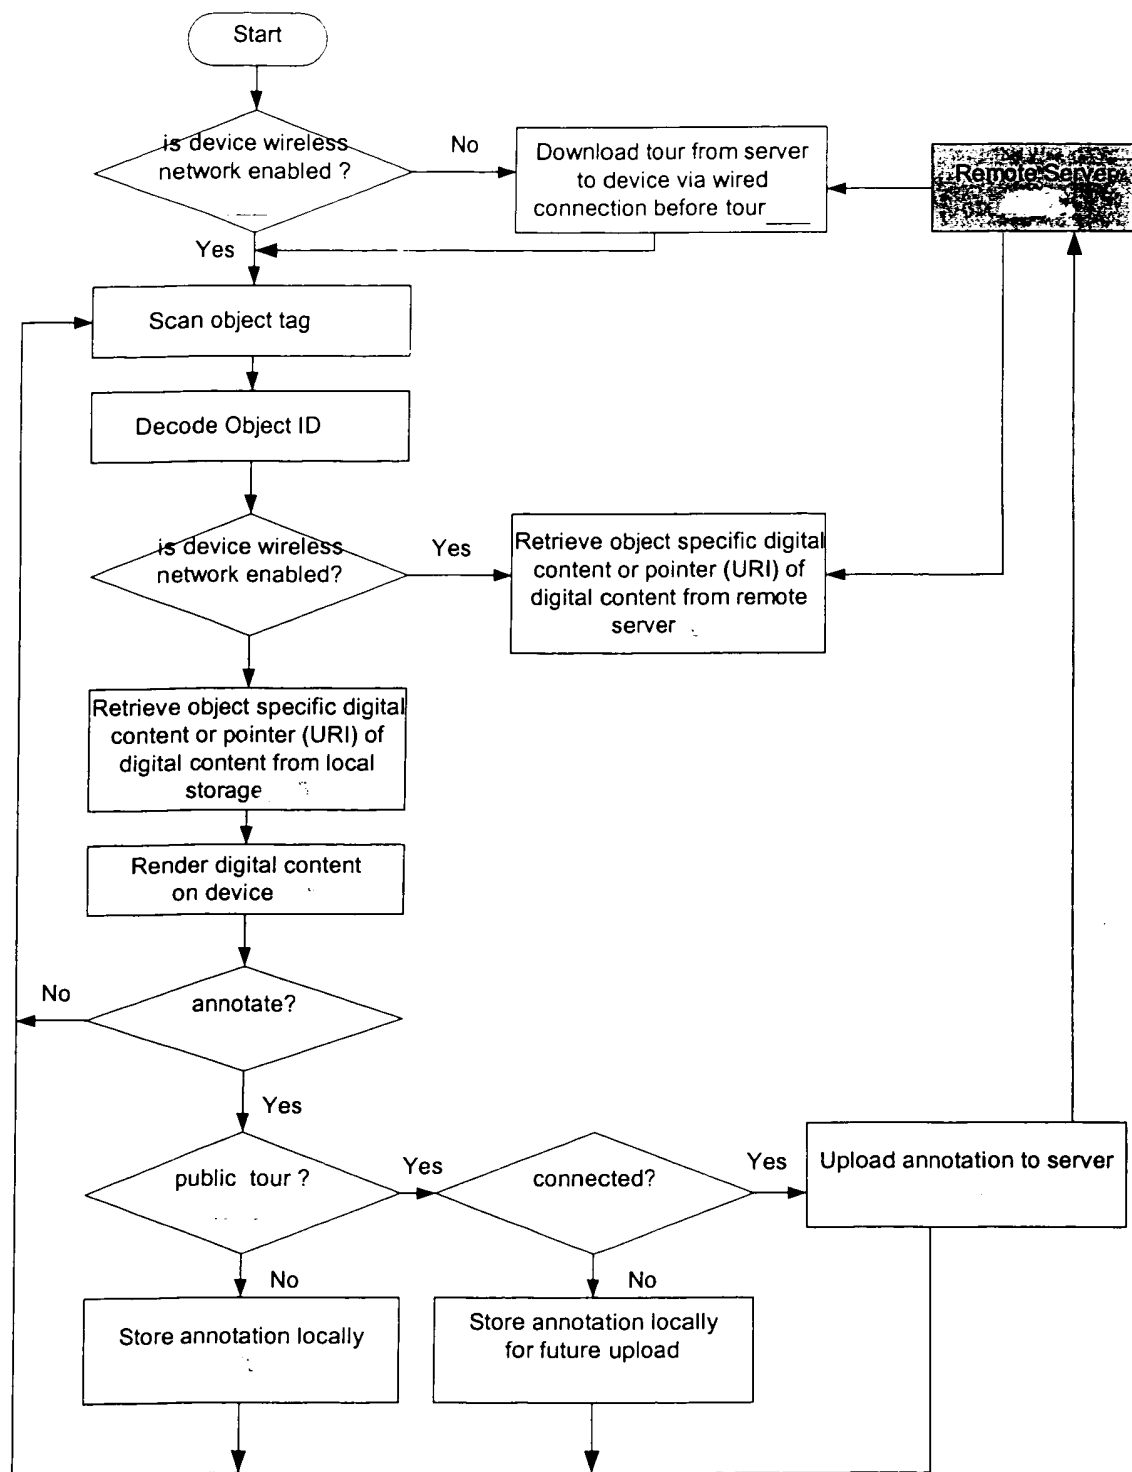 Start
is device wireless
network enabled ?
No
Download tour from server
to device via wired
connection before tour
Remote Server
Yes
Scan object tag
Decode Object ID
is device wireless
network enabled?
Yes
Retrieve object specific digital
content or pointer (URI) of
digital content from remote
server
Retrieve object specific digital
content or pointer (URI) of
digital content from local
storage
Render digital content
on device
annotate?
No
Yes
public tour ?
Yes
connected?
Yes
Upload annotation to server
No
Store annotation locally
No
Store annotation locally
for future upload